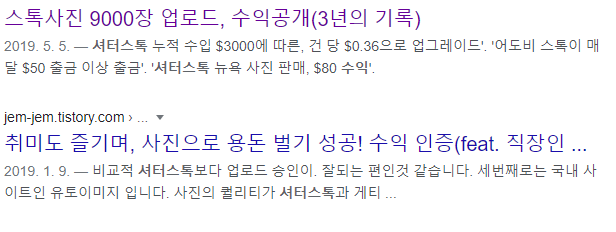 스톡사진 9000장 업로드, 수익공개(3년의 기록)
2019. 5. 5. — 셔터스톡 누적 수입 $3000에 따른, 건 당 $0.36으로 업그레이드'. '어도비 스톡이 매
달 $50 출금 이상 출금'. '셔터스톡 뉴욕 사진 판매, $80 수익'.
jem-jem.tistory.com › ...
취미도 즐기며, 사진으로 용돈 벌기 성공! 수익 인증(feat. 직장인 ...
2019. 1. 9. — 비교적 셔터스톡보다 업로드 승인이. 잘되는 편인것 같습니다. 세번째로는 국내 사
이트인 유토이미지 입니다. 사진의 퀄리티가 셔터스톡과 게티 ...